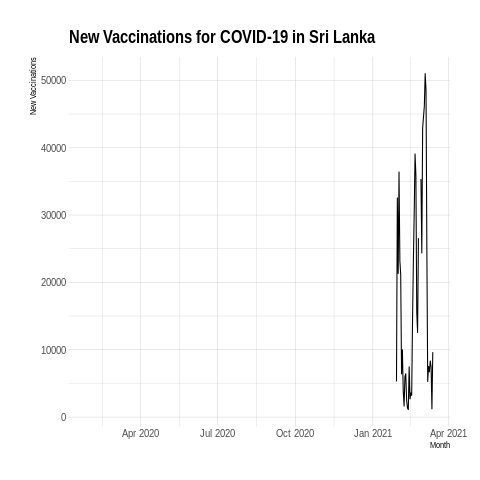 New Vaccinations for COVID-19 in Sri Lanka
New Vaccinations
50000
40000
30000
20000
10000
0
Apr 2020 Jul 2020 Oct 2020 Jan 2021 Apr 2021
Month